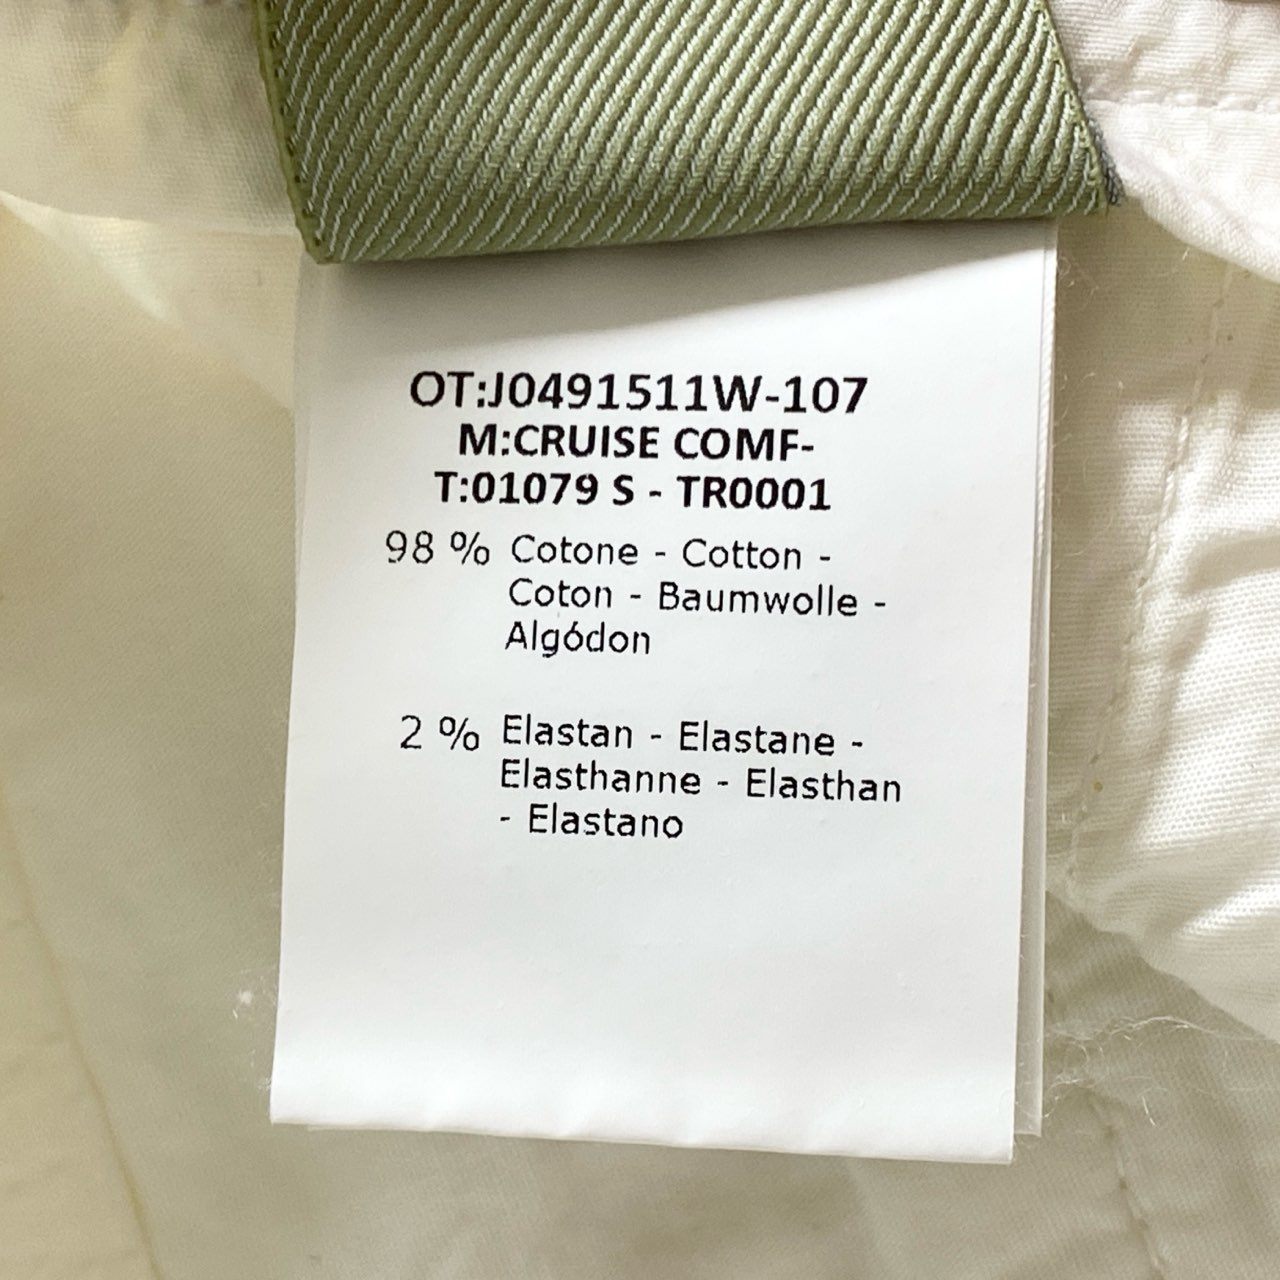 OT:J0491511W-107
M:CRUISE COMF-
T:01079 S - TR0001
98 % Cotone - Cotton -
Coton - Baumwolle -
Algódon
2 % Elastan - Elastane -
Elasthanne - Elasthan
- Elastano